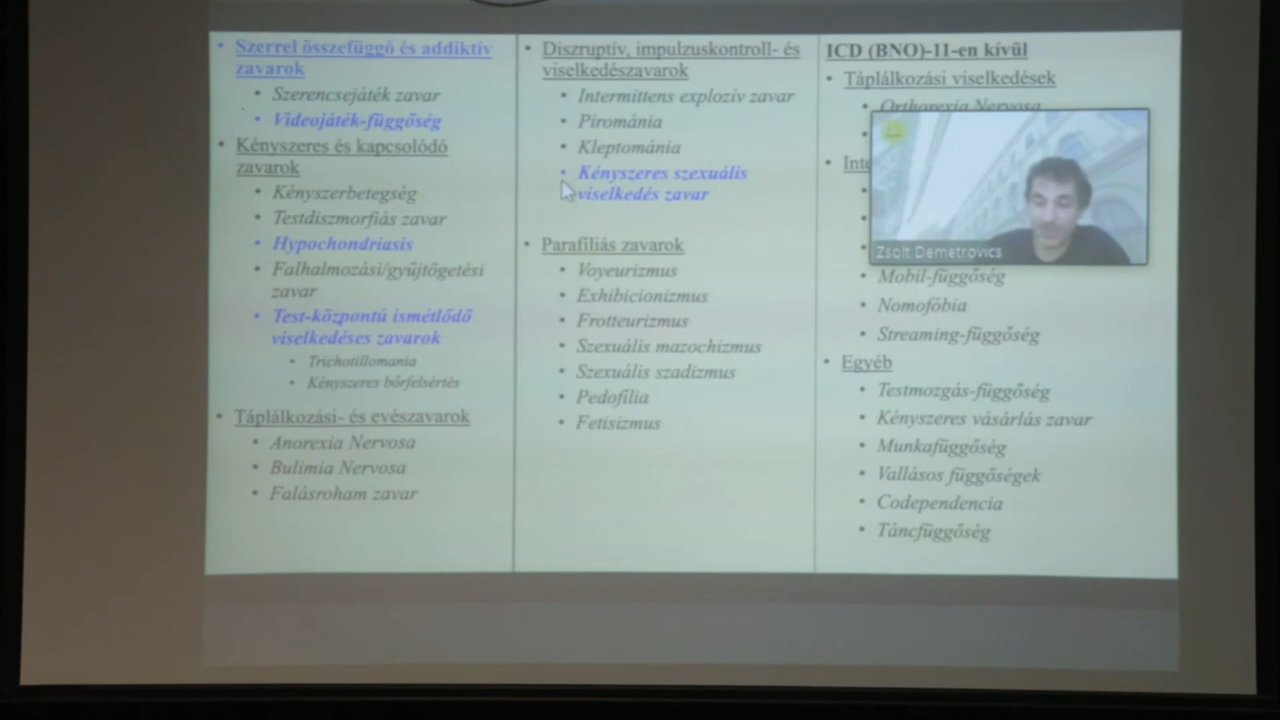 Szerrel összefüggő és addiktív
zavarok
Szerencsejáték zavar
Videojáték-függőség
Kényszeres és kapcsolódó
zavarok
Kényszerbetegség
Testdiszmorfiás zavar
Hypochondriasis
Falhalmozási/gyűjtögetési
zavar
Test-központú ismétlődő
viselkedéses zavarok
Trichotillomania
Kényszeres bőrfelsértés
Táplálkozási- és evészavarok
Anorexia Nervosa
Bulimia Nervosa
Falásroham zavar
Diszruptív, impulzuskontroll- és
viselkedészavarok
Intermittens explozív zavar
Pirománia
Kleptománia
Kényszeres szexuális
viselkedés zavar
Parafíliás zavarok
Voyeurizmus
Exhibicionizmus
Frotteurizmus
Szexuális mazochizmus
Szexuális szadizmus
Pedofília
Fetisizmus
ICD (BNO)-11-en kívül
Táplálkozási viselkedések
Orthorexia Nervosa
Zsolt Demetrovics
Mobil-függőség
Nomofóbia
Streaming-függőség
Egyéb
Testmozgás-függőség
Kényszeres vásárlás zavar
Munkafüggőség
Vallásos függőségek
Codependencia
Táncfüggőség